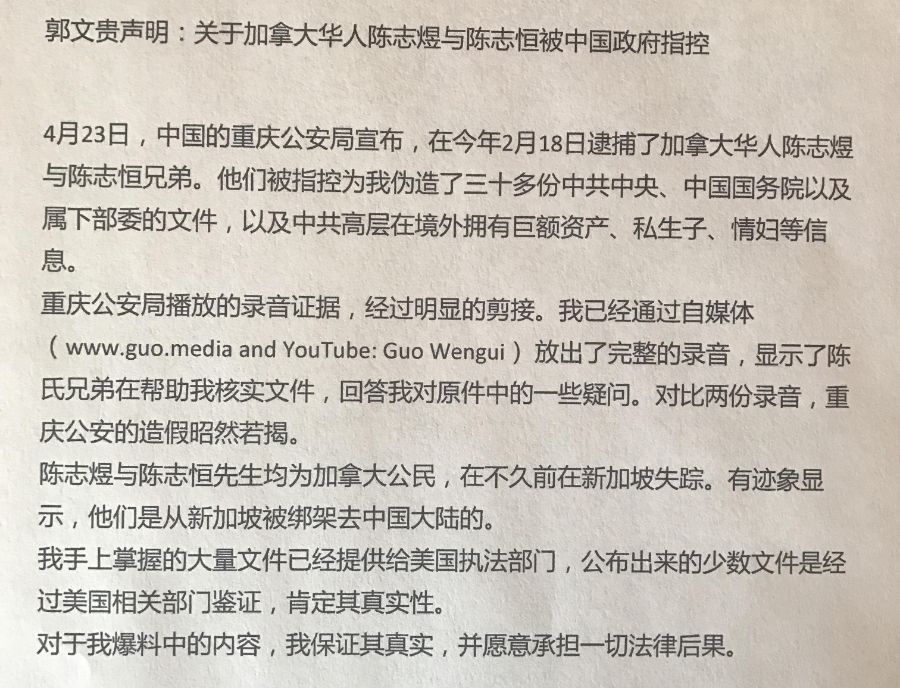 郭文贵声明：关于加拿大华人陈志煜与陈志恒被中国政府指控
4月23日，中国的重庆公安局宣布，在今年2月18日逮捕了加拿大华人陈志煜
与陈志恒兄弟。他们被指控为我伪造了三十多份中共中央、中国国务院以及
属下部委的文件，以及中共高层在境外拥有巨额资产、私生子、情妇等信
息。
重庆公安局播放的录音证据，经过明显的剪接。我已经通过自媒体
（www.guo.media and YouTube: Guo Wengui）放出了完整的录音，显示了陈
氏兄弟在帮助我核实文件，回答我对原件中的一些疑问。对比两份录音，重
庆公安的造假昭然若揭。
陈志煜与陈志恒先生均为加拿大公民，在不久前在新加坡失踪。有迹象显
示，他们是从新加坡被绑架去中国大陆的。
我手上掌握的大量文件已经提供给美国执法部门，公布出来的少数文件是经
过美国相关部门鉴证，肯定其真实性。
对于我爆料中的内容，我保证其真实，并愿意承担一切法律后果。